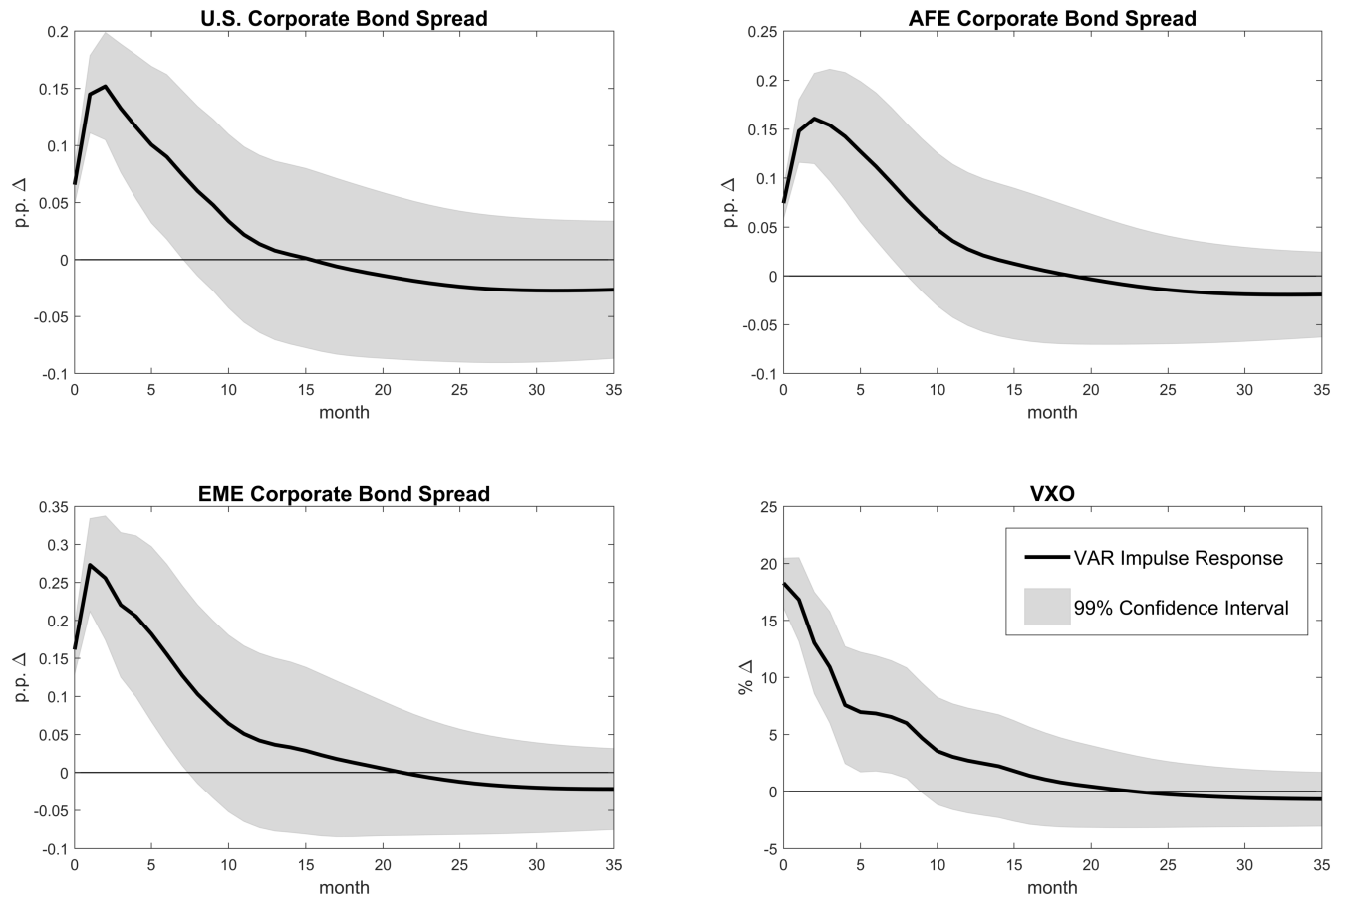 U.S. Corporate Bond Spread
0.2
0.15
0.1
0.05
0
-0.05
-0.1
p.p. Δ
0 5 10 15 20 25 30 35
month
AFE Corporate Bond Spread
0.25
0.2
0.15
0.1
0.05
0
-0.05
-0.1
p.p. Δ
0 5 10 15 20 25 30 35
month
EME Corporate Bond Spread
0.35
0.3
0.25
0.2
0.15
0.1
0.05
0
-0.05
-0.1
p.p. Δ
0 5 10 15 20 25 30 35
month
VXO
25
20
15
10
5
0
-5
% Δ
VAR Impulse Response
99% Confidence Interval
0 5 10 15 20 25 30 35
month